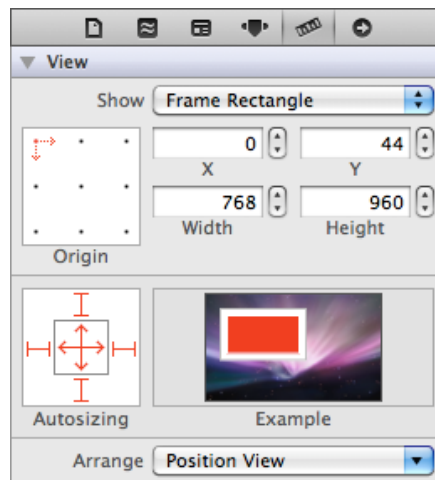 View
Show Frame Rectangle
0 44
X Y
768 960
Width Height
Origin
Autosizing Example
Arrange Position View